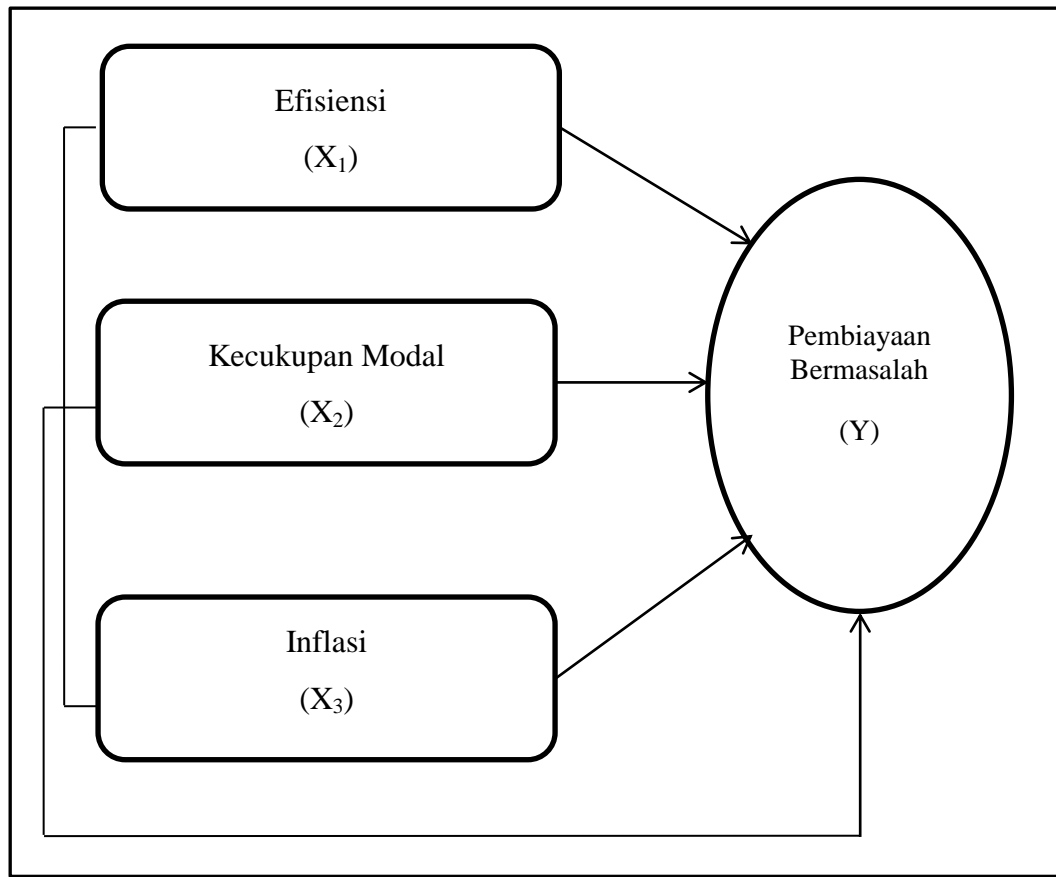 Efisiensi
(X₁)
Kecukupan Modal
(X₂)
Inflasi
(X₃)
Pembiayaan
Bermasalah
(Y)